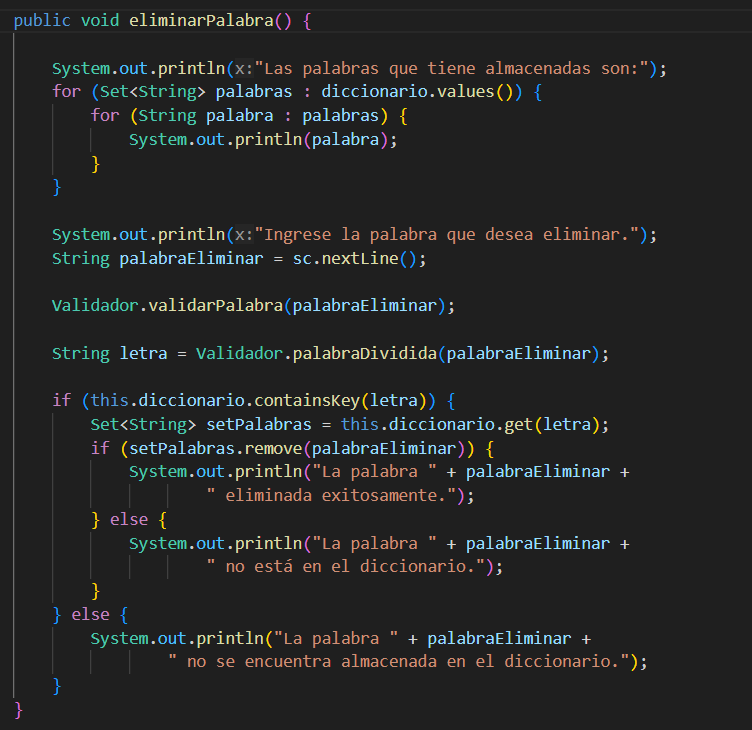 public void eliminarPalabra() {
System.out.println(x:"Las palabras que tiene almacenadas son:");
for (Set<String> palabras : diccionario.values()) {
for (String palabra : palabras) {
System.out.println(palabra);
}
}
System.out.println(x:"Ingrese la palabra que desea eliminar.");
String palabraEliminar = sc.nextLine();
Validador.validarPalabra(palabraEliminar);
String letra = Validador.palabraDividida(palabraEliminar);
if (this.diccionario.containsKey(letra)) {
Set<String> setPalabras = this.diccionario.get(letra);
if (setPalabras.remove(palabraEliminar)) {
System.out.println("La palabra " + palabraEliminar +
" eliminada exitosamente.");
} else {
System.out.println("La palabra " + palabraEliminar +
" no está en el diccionario.");
}
} else {
System.out.println("La palabra " + palabraEliminar +
" no se encuentra almacenada en el diccionario.");
}
}